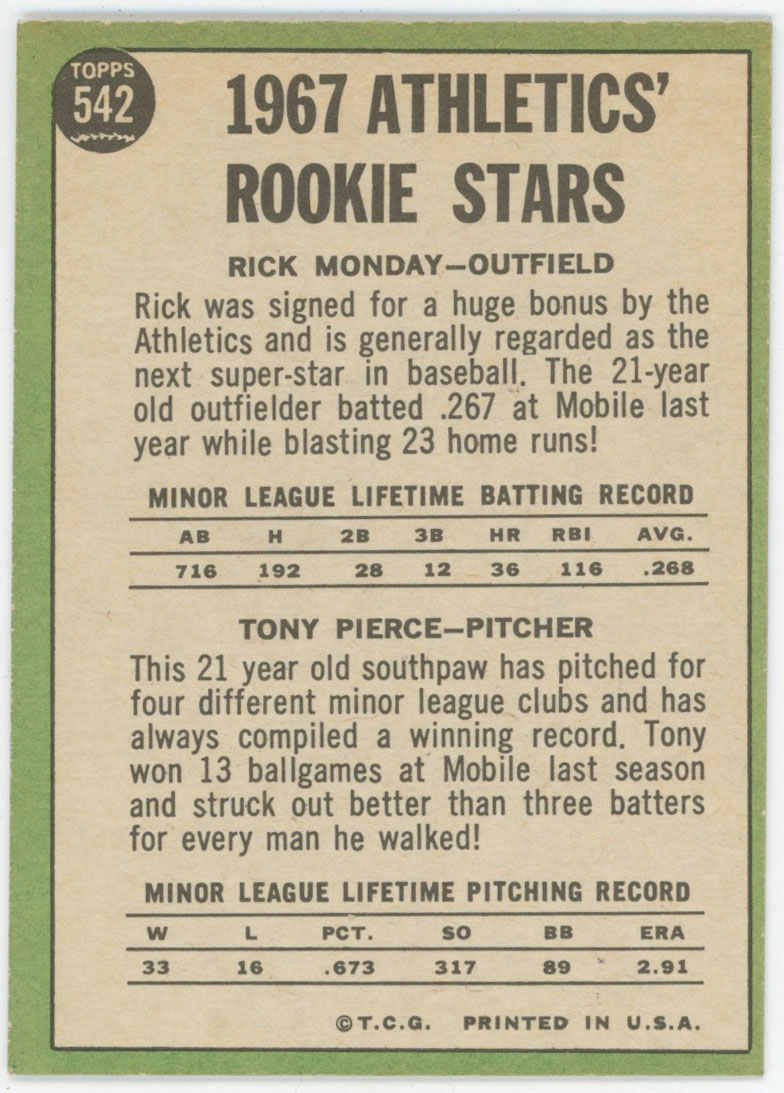 TOPPS
542
1967 ATHLETICS'
ROOKIE STARS
RICK MONDAY—OUTFIELD
Rick was signed for a huge bonus by the
Athletics and is generally regarded as the
next super-star in baseball. The 21-year
old outfielder batted .267 at Mobile last
year while blasting 23 home runs!
MINOR LEAGUE LIFETIME BATTING RECORD
AB H 2B 3B HR RBI AVG.
716 192 28 12 36 116 .268
TONY PIERCE—PITCHER
This 21 year old southpaw has pitched for
four different minor league clubs and has
always compiled a winning record. Tony
won 13 ballgames at Mobile last season
and struck out better than three batters
for every man he walked!
MINOR LEAGUE LIFETIME PITCHING RECORD
W L PCT. SO BB ERA
33 16 .673 317 89 2.91
©T.C.G. PRINTED IN U.S.A.